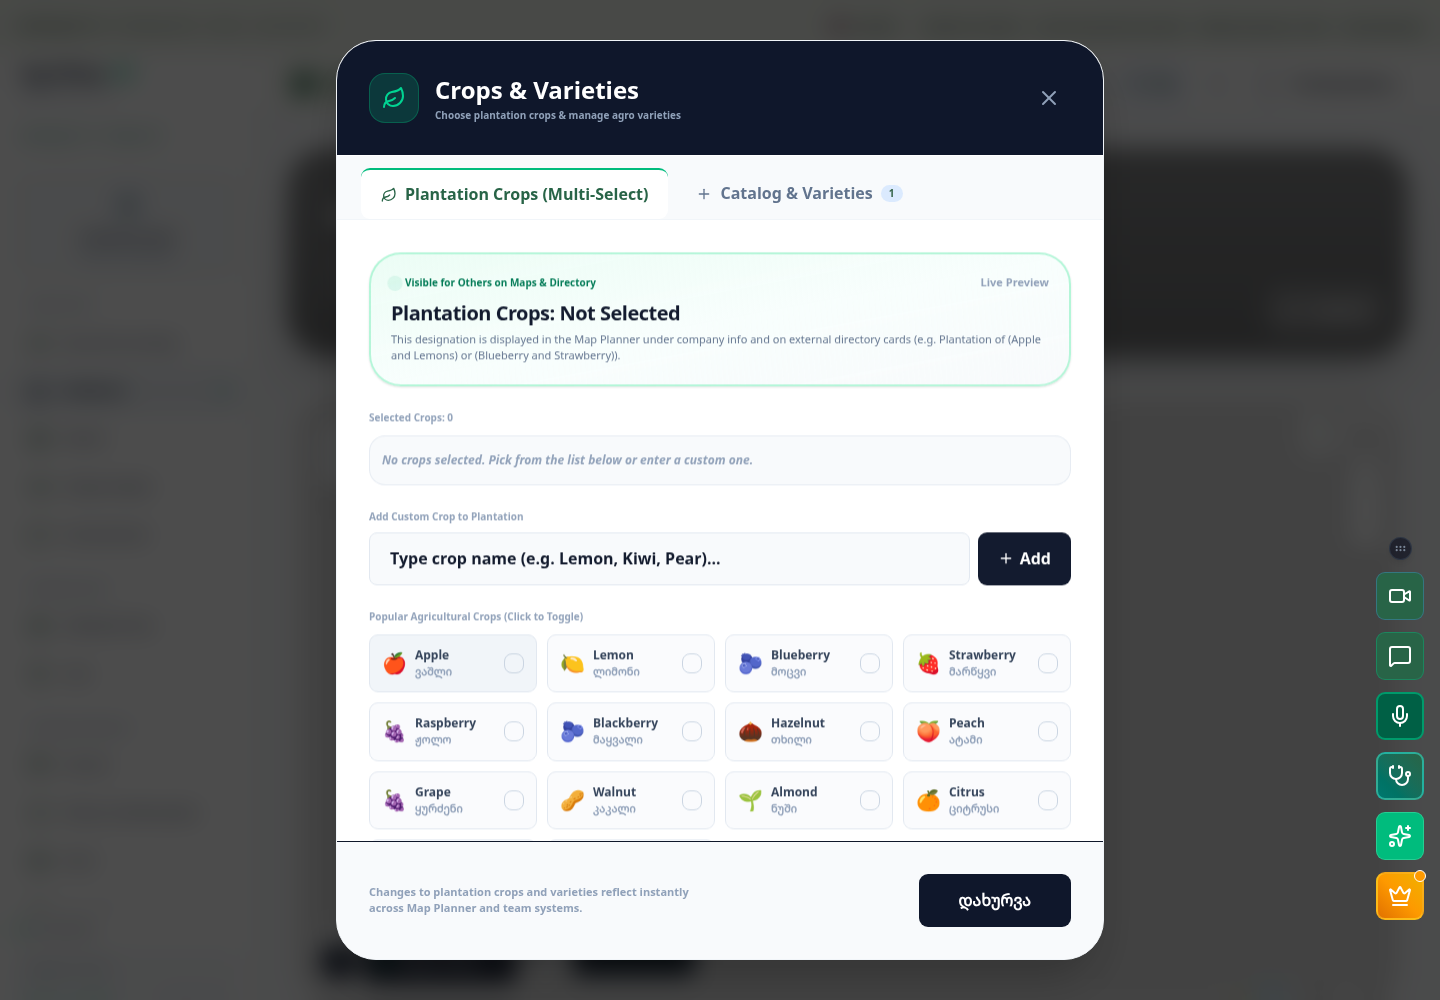 Crops & Varieties
Choose plantation crops & manage agro varieties
Plantation Crops (Multi-Select)
Catalog & Varieties 1
Visible for Others on Maps & Directory
Live Preview
Plantation Crops: Not Selected
This designation is displayed in the Map Planner under company info and on external directory cards (e.g. Plantation of (Apple
and Lemons) or (Blueberry and Strawberry)).
Selected Crops: 0
No crops selected. Pick from the list below or enter a custom one.
Add Custom Crop to Plantation
Type crop name (e.g. Lemon, Kiwi, Pear)...
Add
Popular Agricultural Crops (Click to Toggle)
Apple
ვაშლი
Lemon
ლიმონი
Blueberry
მოცვი
Strawberry
მარწყვი
Raspberry
ჟოლო
Blackberry
მაყვალი
Hazelnut
თხილი
Peach
ატამი
Grape
ყურძენი
Walnut
კაკალი
Almond
ნუში
Citrus
ციტრუსი
Changes to plantation crops and varieties reflect instantly
across Map Planner and team systems.
დახურვა